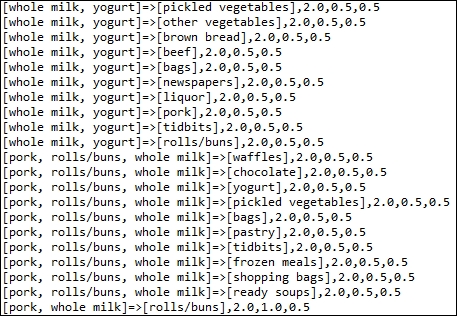 [whole milk, yogurt]=>[pickled vegetables],2.0,0.5,0.5
[whole milk, yogurt]=>[other vegetables],2.0,0.5,0.5
[whole milk, yogurt]=>[brown bread],2.0,0.5,0.5
[whole milk, yogurt]=>[beef],2.0,0.5,0.5
[whole milk, yogurt]=>[bags],2.0,0.5,0.5
[whole milk, yogurt]=>[newspapers],2.0,0.5,0.5
[whole milk, yogurt]=>[liquor],2.0,0.5,0.5
[whole milk, yogurt]=>[pork],2.0,0.5,0.5
[whole milk, yogurt]=>[tidbits],2.0,0.5,0.5
[whole milk, yogurt]=>[rolls/buns],2.0,0.5,0.5
[pork, rolls/buns, whole milk]=>[waffles],2.0,0.5,0.5
[pork, rolls/buns, whole milk]=>[chocolate],2.0,0.5,0.5
[pork, rolls/buns, whole milk]=>[yogurt],2.0,0.5,0.5
[pork, rolls/buns, whole milk]=>[pickled vegetables],2.0,0.5,0.5
[pork, rolls/buns, whole milk]=>[bags],2.0,0.5,0.5
[pork, rolls/buns, whole milk]=>[pastry],2.0,0.5,0.5
[pork, rolls/buns, whole milk]=>[tidbits],2.0,0.5,0.5
[pork, rolls/buns, whole milk]=>[frozen meals],2.0,0.5,0.5
[pork, rolls/buns, whole milk]=>[shopping bags],2.0,0.5,0.5
[pork, rolls/buns, whole milk]=>[ready soups],2.0,0.5,0.5
[pork, whole milk]=>[rolls/buns],2.0,1.0,0.5